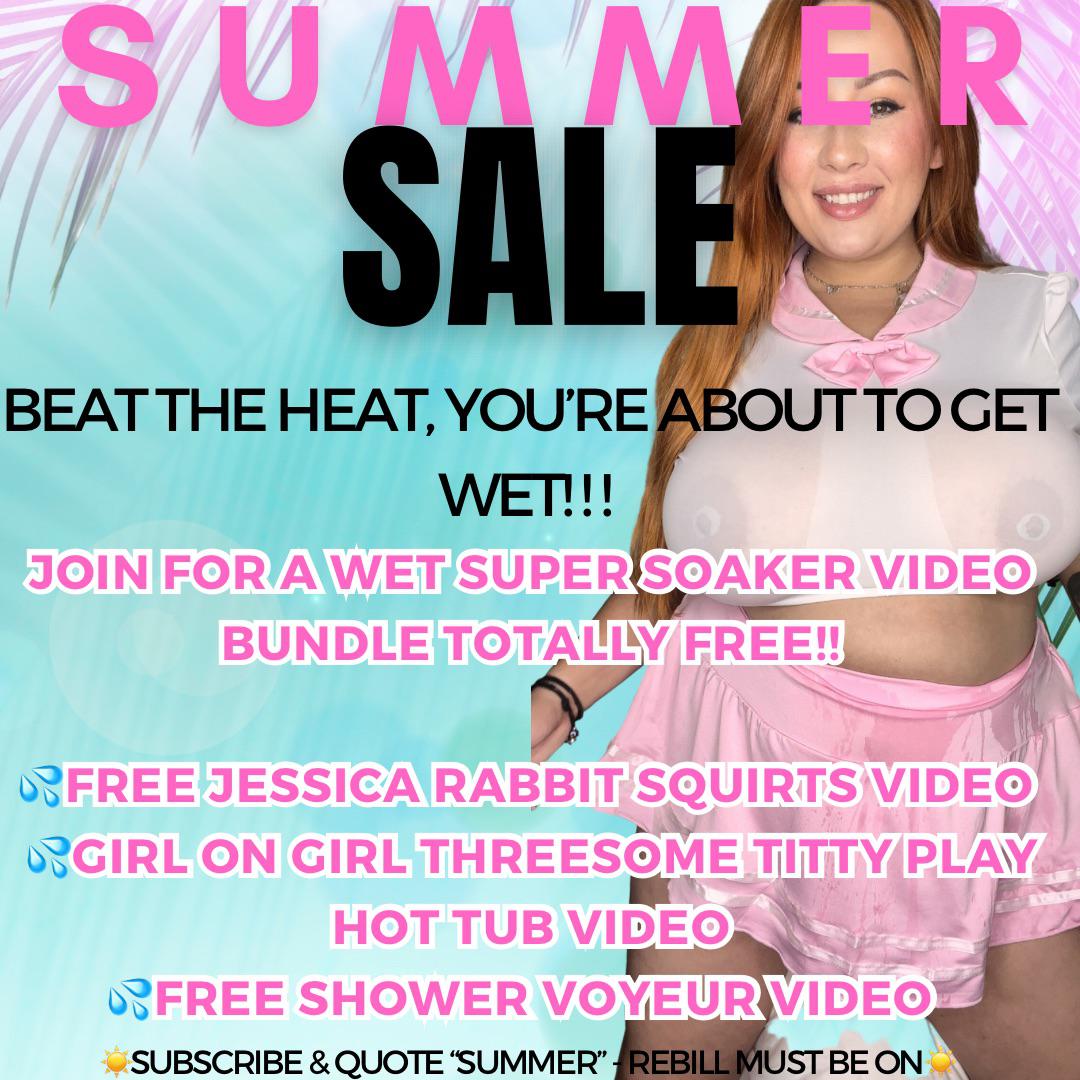 SUMMER
SALE
BEAT THE HEAT, YOU’RE ABOUT TO GET
WET!!!
JOIN FOR A WET SUPER SOAKER VIDEO
BUNDLE TOTALLY FREE!!
💦FREE JESSICA RABBIT SQUIRTS VIDEO
💦GIRL ON GIRL THREESOME TITTY PLAY
HOT TUB VIDEO
💦FREE SHOWER VOYEUR VIDEO
☀️SUBSCRIBE & QUOTE “SUMMER” - REBILL MUST BE ON☀️